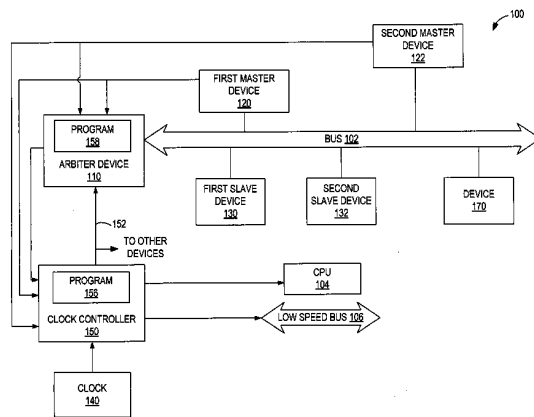 100
SECOND MASTER
DEVICE
122
FIRST MASTER
DEVICE
120
PROGRAM
158
ARBITER DEVICE
110
BUS 102
FIRST SLAVE
DEVICE
130
SECOND
SLAVE DEVICE
132
DEVICE
170
152
TO OTHER
DEVICES
PROGRAM
156
CLOCK CONTROLLER
150
CPU
104
LOW SPEED BUS 106
CLOCK
140